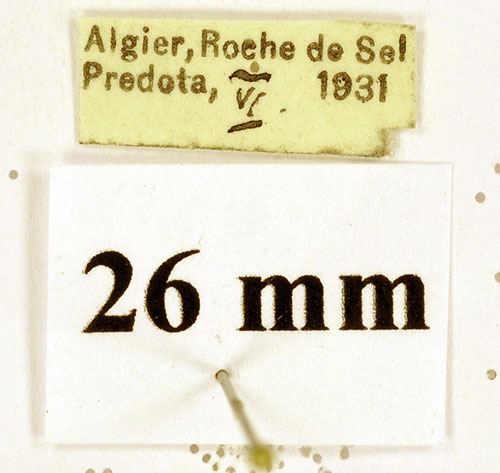 Algier, Roche de Sel
Predota, VI. 1931
26 mm